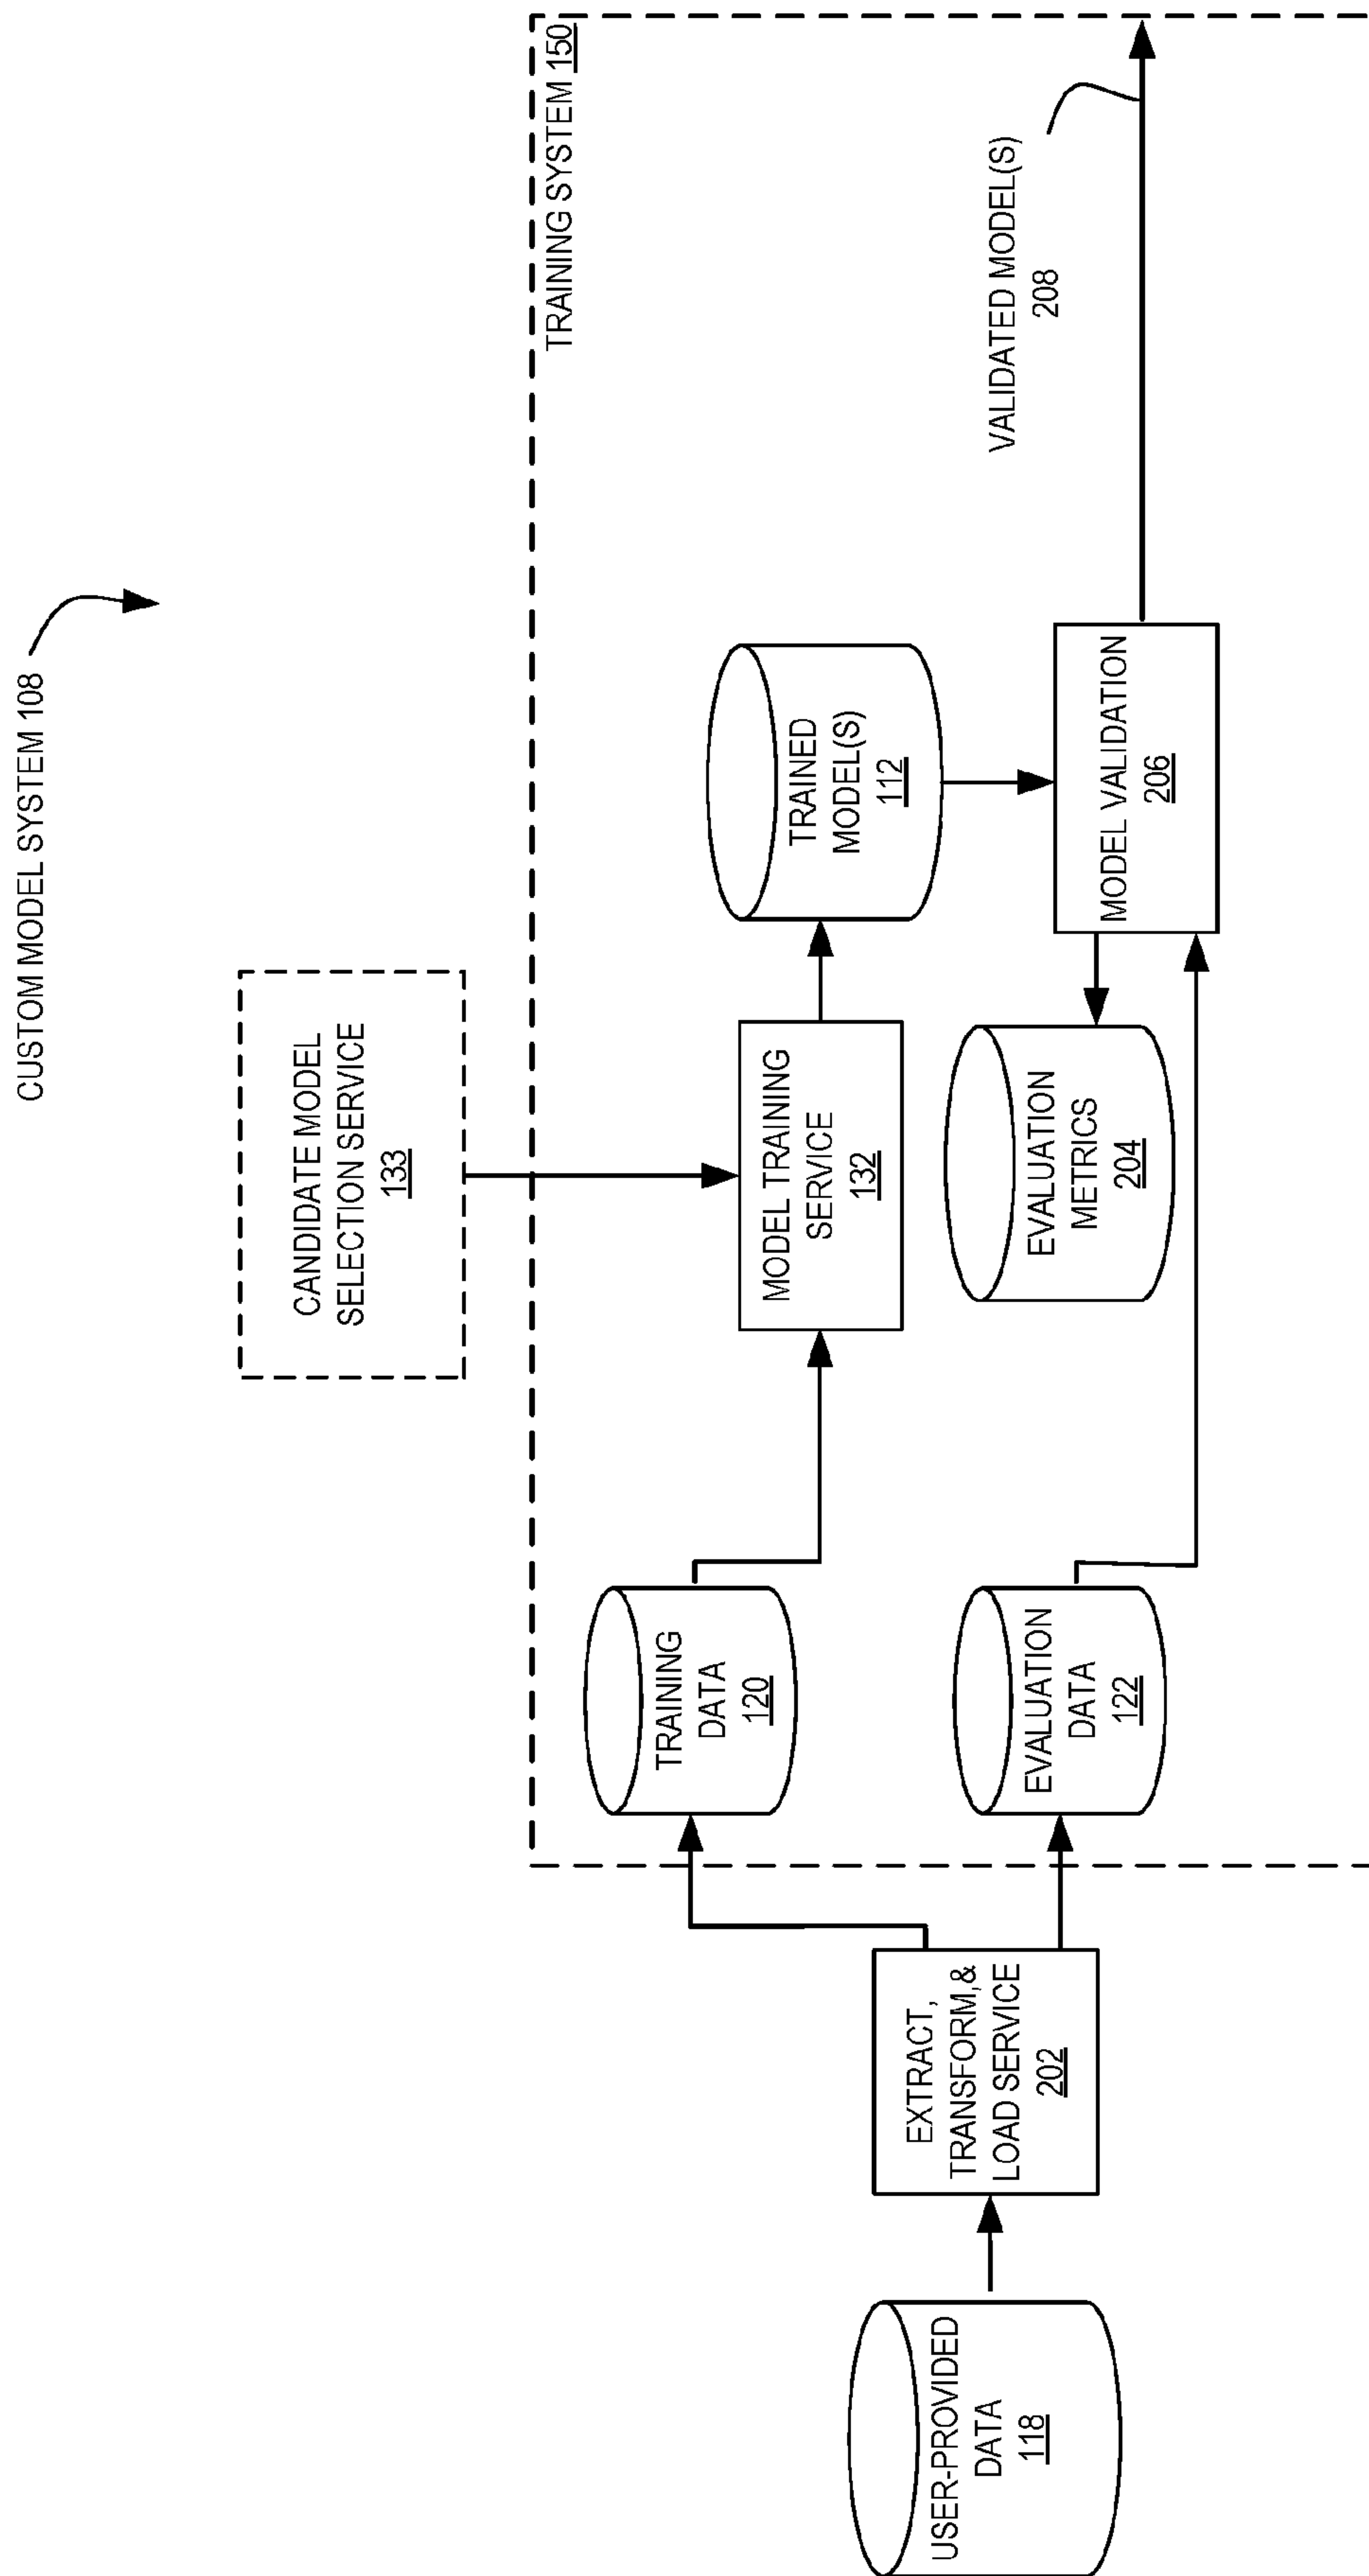 CUSTOM MODEL SYSTEM 108
CANDIDATE MODEL
SELECTION SERVICE
133
TRAINING SYSTEM 150
USER-PROVIDED
DATA
118
EXTRACT,
TRANSFORM,&
LOAD SERVICE
202
TRAINING
DATA
120
EVALUATION
DATA
122
MODEL TRAINING
SERVICE
132
EVALUATION
METRICS
204
TRAINED
MODEL(S)
112
MODEL VALIDATION
206
VALIDATED MODEL(S)
208